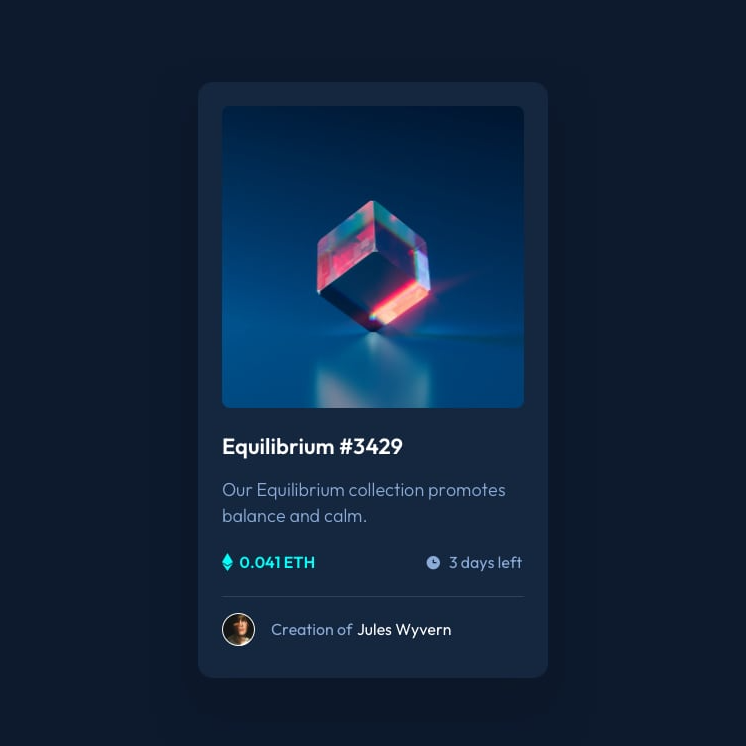 Equilibrium #3429
Our Equilibrium collection promotes
balance and calm.
0.041 ETH
3 days left
Creation of Jules Wyvern